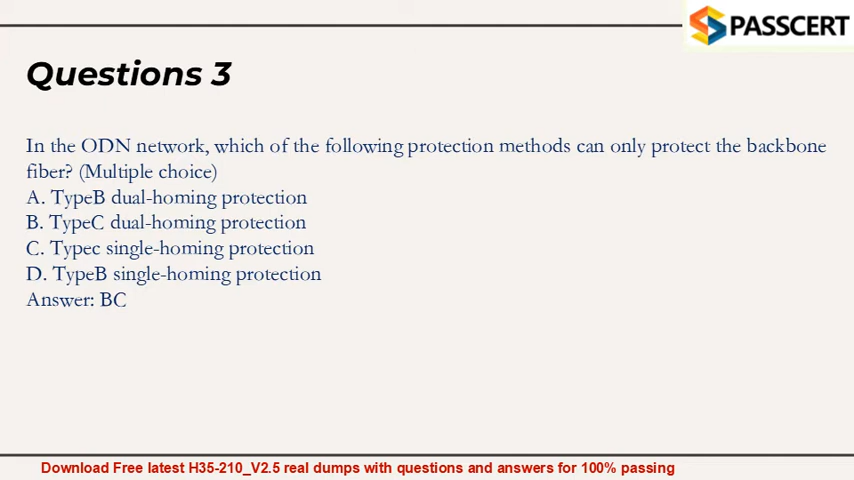 PASSCERT
Questions 3
In the ODN network, which of the following protection methods can only protect the backbone
fiber? (Multiple choice)
A. TypeB dual-homing protection
B. TypeC dual-homing protection
C. Typec single-homing protection
D. TypeB single-homing protection
Answer: BC
Download Free latest H35-210_V2.5 real dumps with questions and answers for 100% passing